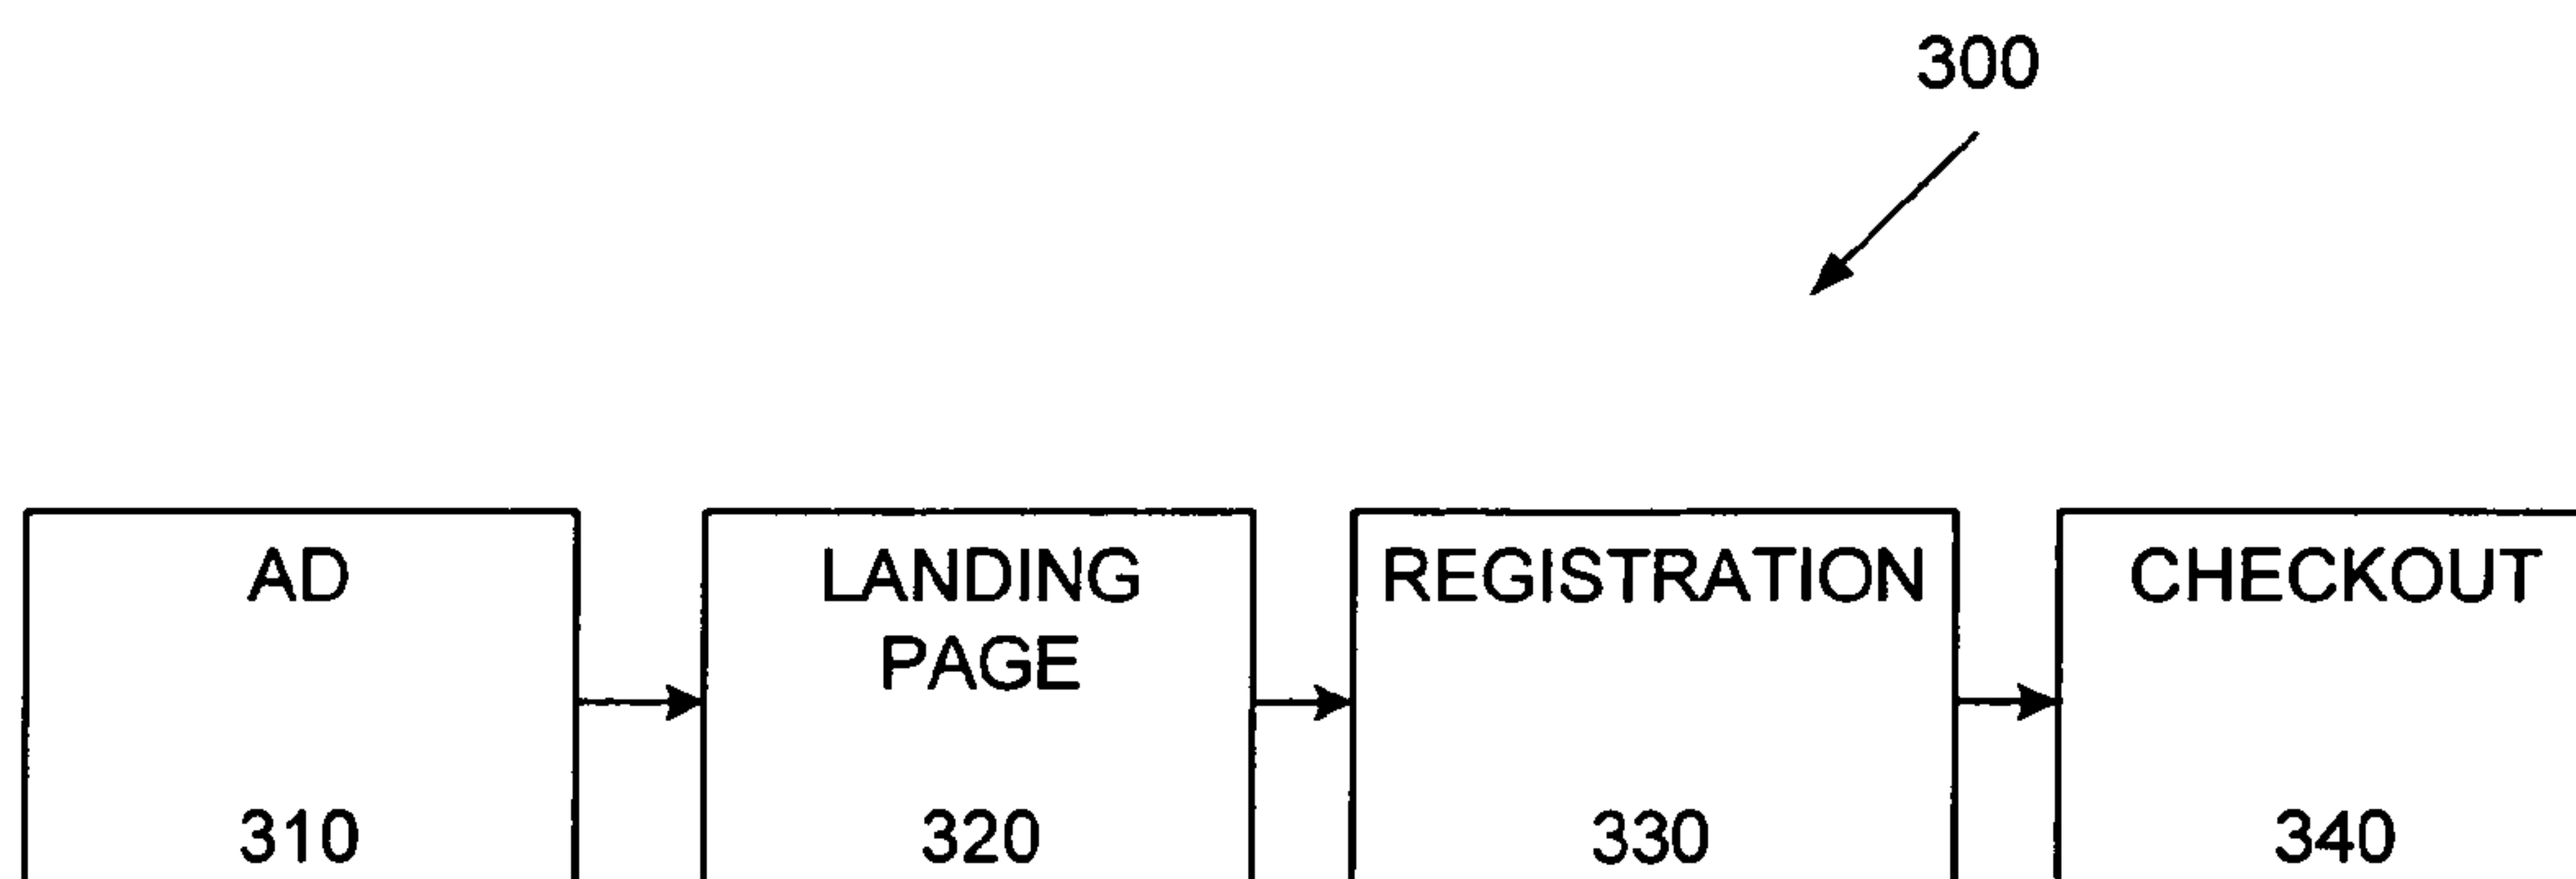 300
AD
310
LANDING
PAGE
320
REGISTRATION
330
CHECKOUT
340